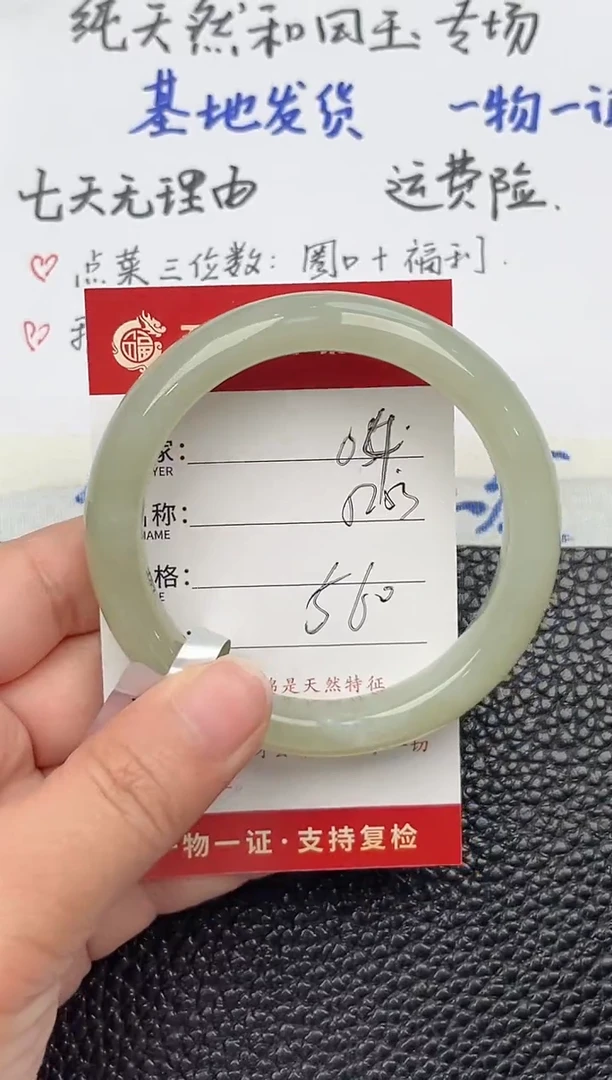 纯天然和田玉专场
基地发货 一物一证
七天无理由 运费险.
点菜三位数: 圈口+福利.
福
家:
YER
称:
NAME
格:
560
是天然特征
切
物一证·支持复检